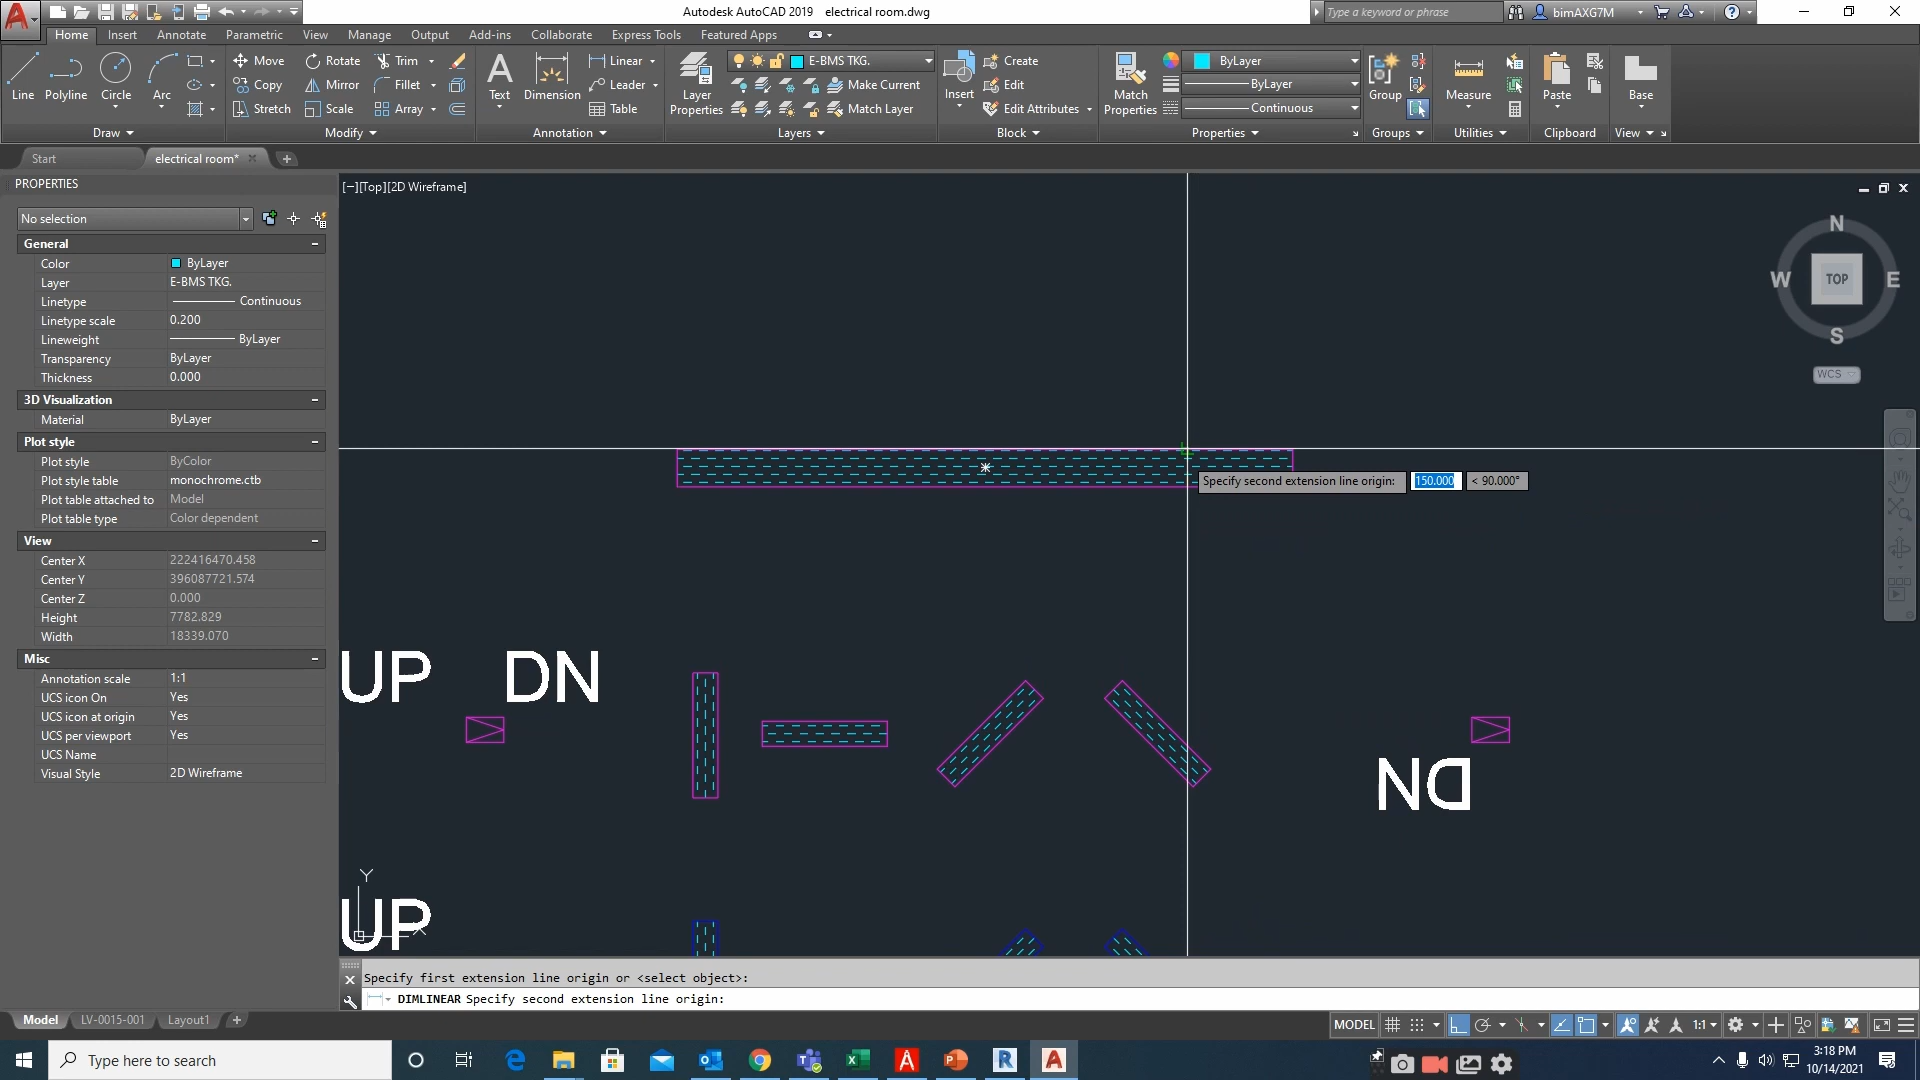 Autodesk AutoCAD 2019 electrical room.dwg
Type a keyword or phrase
bimAXG7M
Home Insert Annotate Parametric View Manage Output Add-ins Collaborate Express Tools Featured Apps
Line Polyline Circle Arc
Draw
Move Rotate Trim
Copy Mirror Fillet
Stretch Scale Array
Modify
Text Dimension
Linear
Leader
Table
Annotation
Layer Properties
E-BMS TKG.
Make Current
Match Layer
Layers
Insert
Create
Edit
Edit Attributes
Block
Match Properties
ByLayer
ByLayer
Continuous
Properties
Group
Groups
Measure
Utilities
Paste
Clipboard
Base
View
Start electrical room*
PROPERTIES
[−][Top][2D Wireframe]
No selection
General
Color ByLayer
Layer E-BMS TKG.
Linetype Continuous
Linetype scale 0.200
Lineweight ByLayer
Transparency ByLayer
Thickness 0.000
3D Visualization
Material ByLayer
Plot style
Plot style ByColor
Plot style table monochrome.ctb
Plot table attached to Model
Plot table type Color dependent
View
Center X 222416470.458
Center Y 396087721.574
Center Z 0.000
Height 7782.829
Width 18339.070
Misc
Annotation scale 1:1
UCS icon On Yes
UCS icon at origin Yes
UCS per viewport Yes
UCS Name
Visual Style 2D Wireframe
N
W TOP E
S
WCS
Specify second extension line origin: 150.000 < 90.000°
UP DN
DN
Y
UP
X
Specify first extension line origin or <select object>:
DIMLINEAR Specify second extension line origin:
Model LV-0015-001 Layout1
MODEL 1:1
Type here to search
3:18 PM
10/14/2021